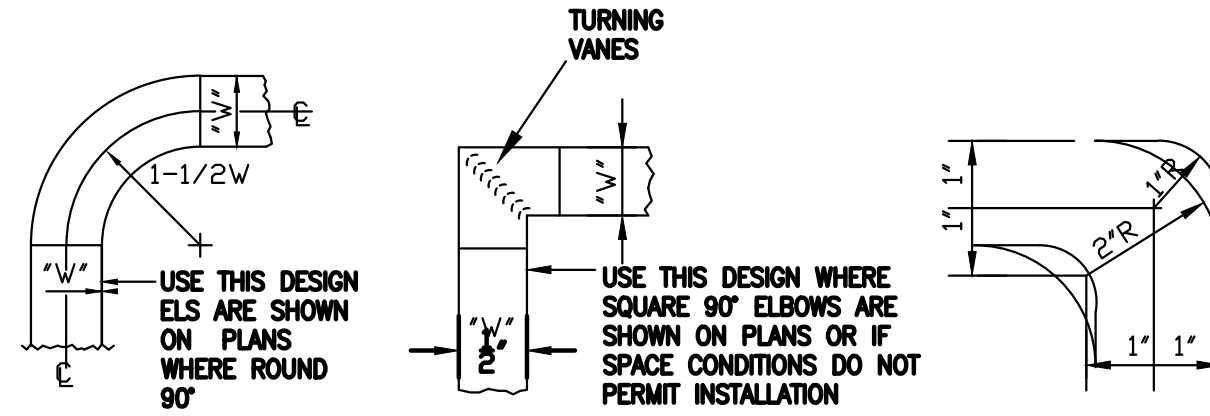 TURNING
VANES
"W"
℄
1-1/2W
"W"
℄
USE THIS DESIGN
ELS ARE SHOWN
ON PLANS
WHERE ROUND
90°
"W"
"W"
USE THIS DESIGN WHERE
SQUARE 90° ELBOWS ARE
SHOWN ON PLANS OR IF
SPACE CONDITIONS DO NOT
PERMIT INSTALLATION
1"
1"
1"R
2"R
1" 1"